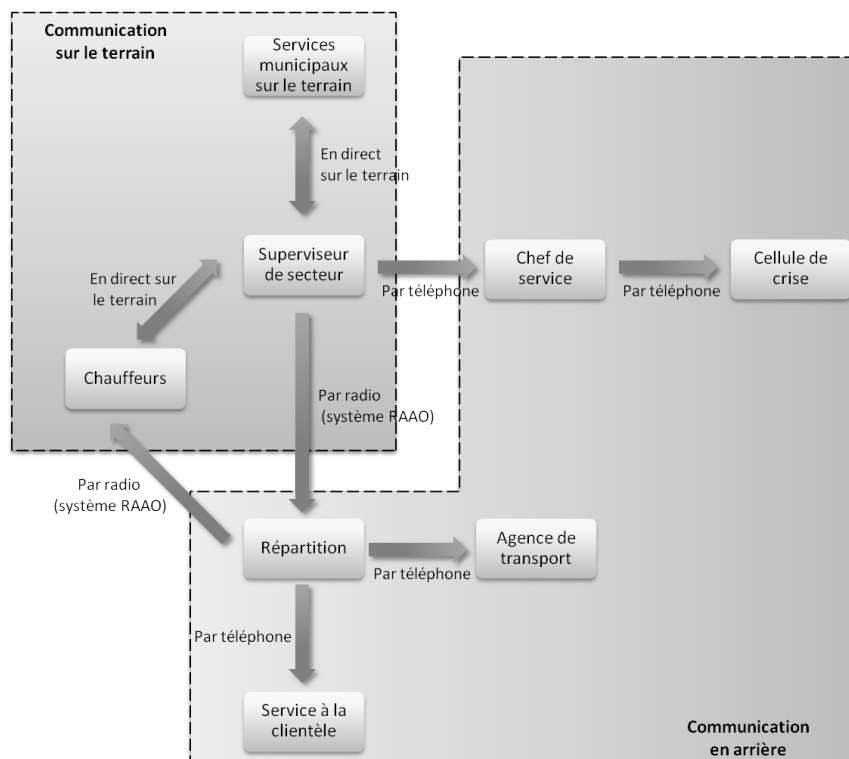 Communication
sur le terrain
Services
municipaux
sur le terrain
En direct
sur le terrain
Superviseur
de secteur
Par téléphone
Chef de
service
Par téléphone
Cellule de
crise
En direct sur
le terrain
Chauffeurs
Par radio
(système RAAO)
Par radio
(système RAAO)
Répartition
Par téléphone
Agence de
transport
Par téléphone
Service à la
clientèle
Communication
en arrière